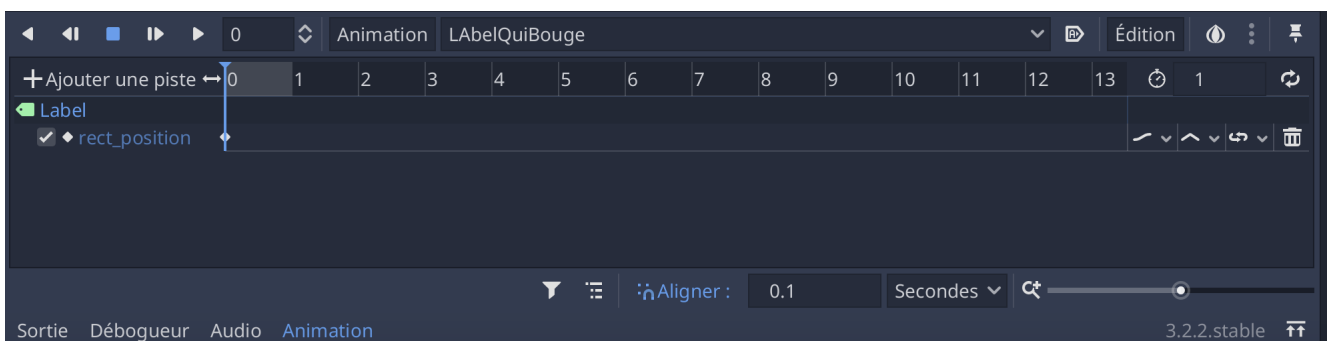 0 Animation LAbelQuiBouge Édition
Ajouter une piste 0 1 2 3 4 5 6 7 8 9 10 11 12 13 1
Label
rect_position
Aligner : 0.1 Secondes
Sortie Débogueur Audio Animation 3.2.2.stable